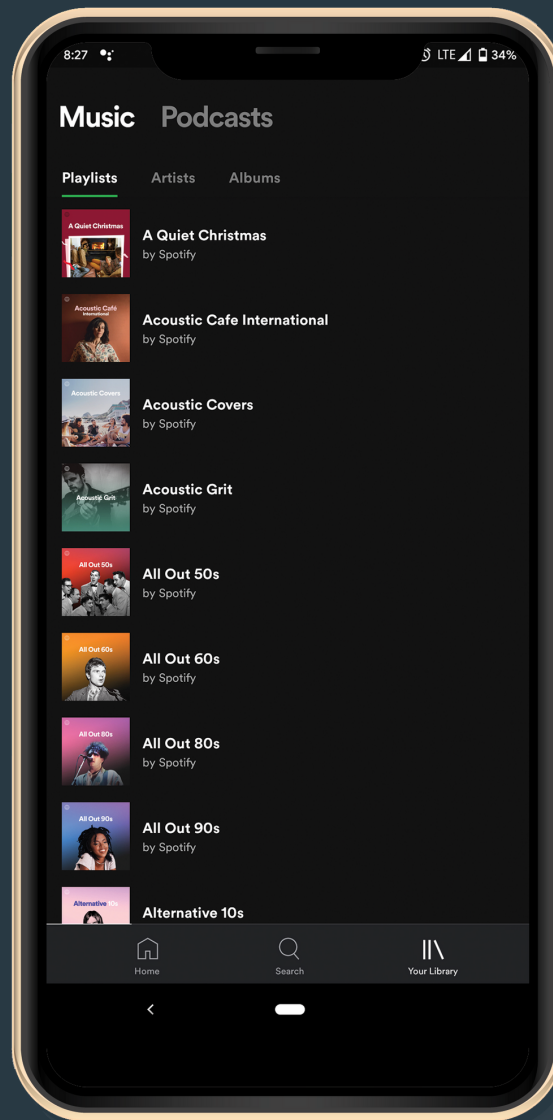 8:27
LTE 34%
Music Podcasts
Playlists Artists Albums
A Quiet Christmas
A Quiet Christmas
by Spotify
Acoustic Café
International
Acoustic Cafe International
by Spotify
Acoustic Covers
Acoustic Covers
by Spotify
Acoustic Grit
Acoustic Grit
by Spotify
All Out 50s
All Out 50s
by Spotify
All Out 60s
All Out 60s
by Spotify
All Out 80s
All Out 80s
by Spotify
All Out 90s
All Out 90s
by Spotify
Alternative 10s
Alternative 10s
Home Search Your Library